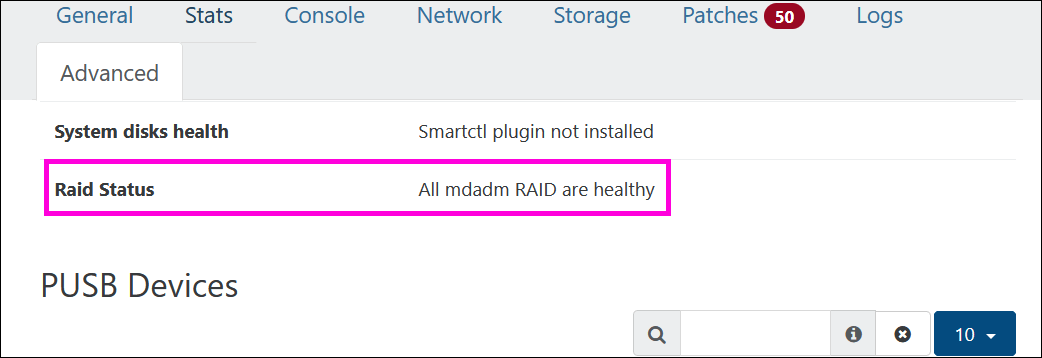 General Stats Console Network Storage Patches 50 Logs
Advanced
System disks health Smartctl plugin not installed
Raid Status All mdadm RAID are healthy
PUSB Devices
10